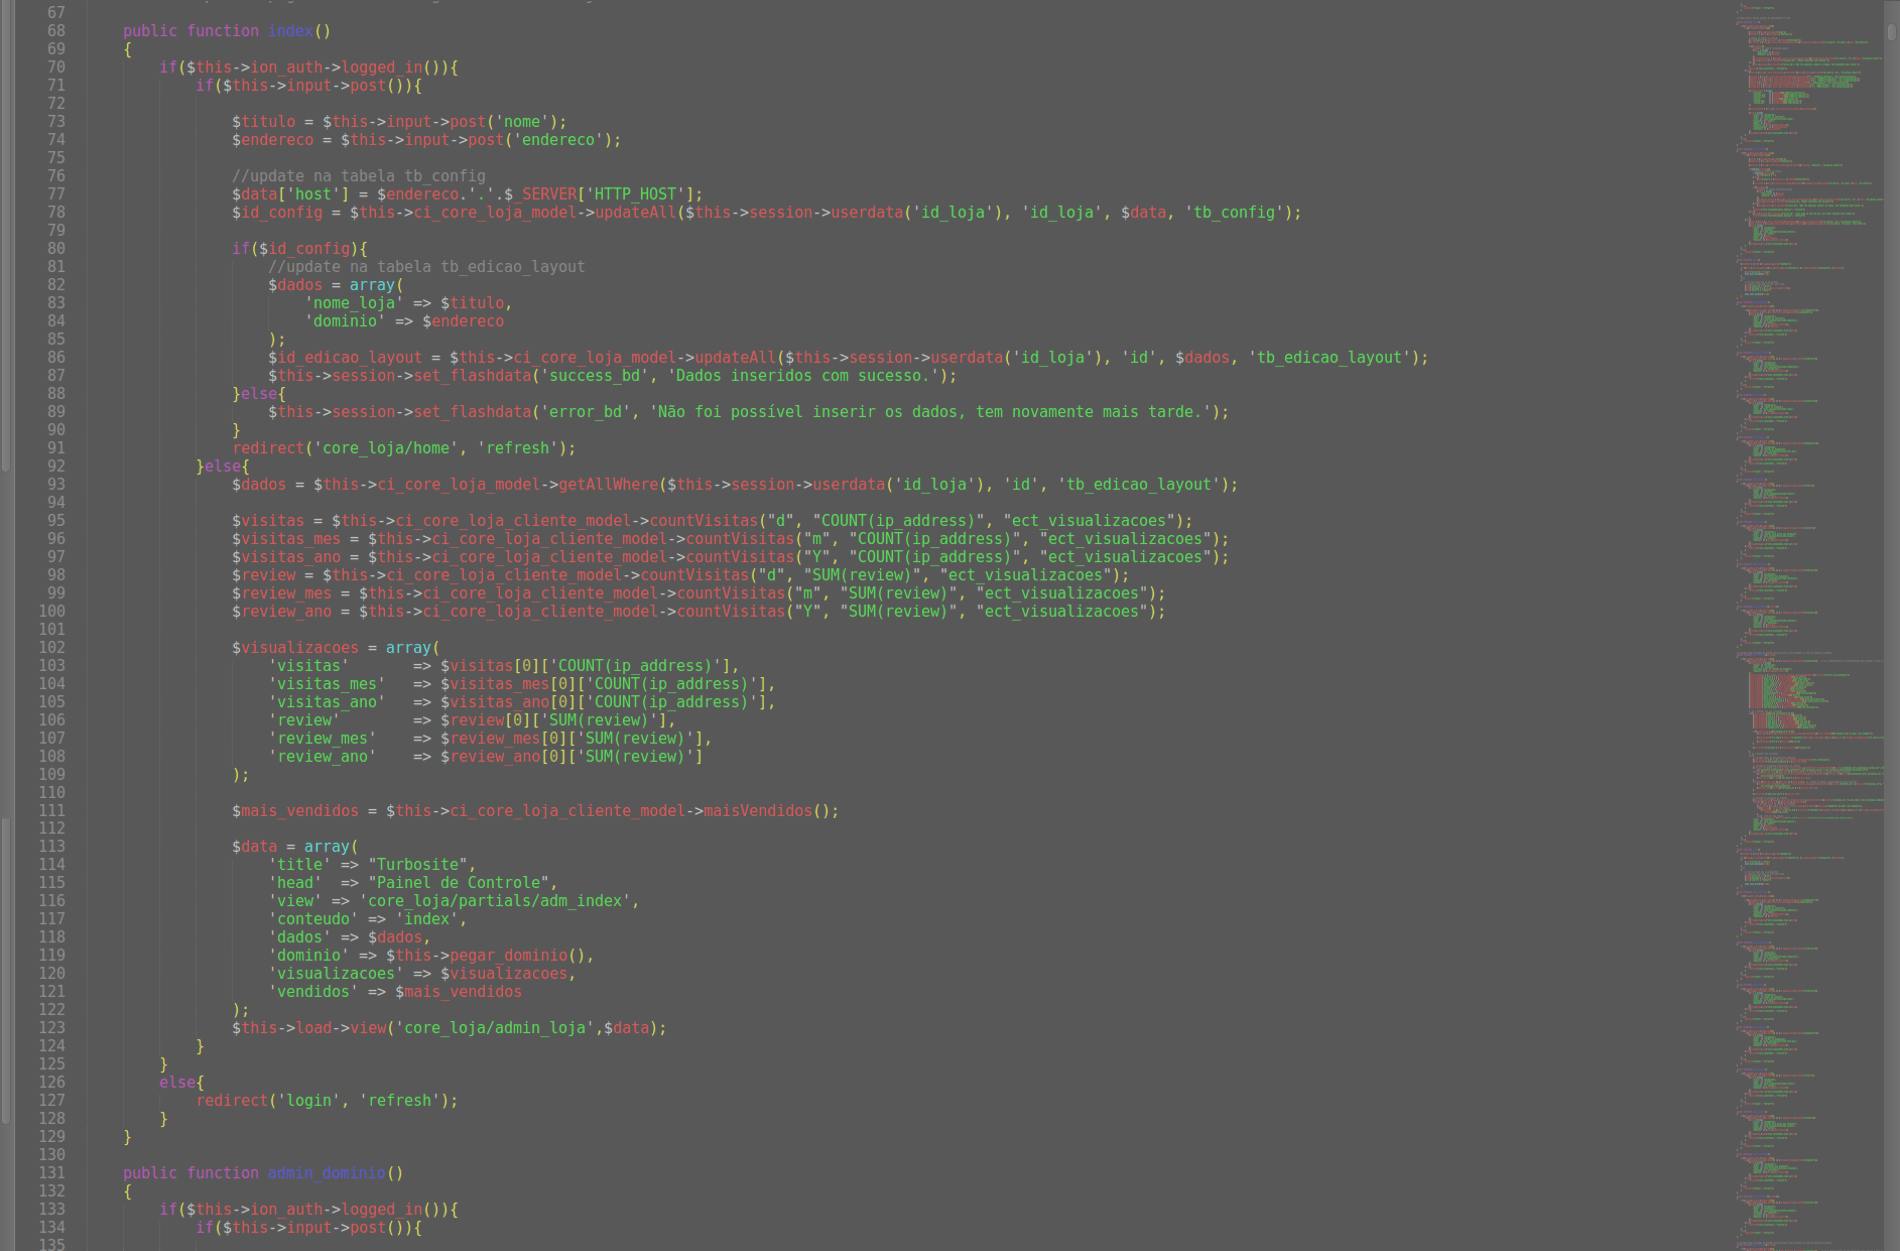 67
68 public function index()
69 {
70 if($this->ion_auth->logged_in()){
71 if($this->input->post()){
72
73 $titulo = $this->input->post('nome');
74 $endereco = $this->input->post('endereco');
75
76 //update na tabela tb_config
77 $data['host'] = $endereco.'.'.$_SERVER['HTTP_HOST'];
78 $id_config = $this->ci_core_loja_model->updateAll($this->session->userdata('id_loja'), 'id_loja', $data, 'tb_config');
79
80 if($id_config){
81 //update na tabela tb_edicao_layout
82 $dados = array(
83 'nome_loja' => $titulo,
84 'dominio' => $endereco
85 );
86 $id_edicao_layout = $this->ci_core_loja_model->updateAll($this->session->userdata('id_loja'), 'id', $dados, 'tb_edicao_layout');
87 $this->session->set_flashdata('success_bd', 'Dados inseridos com sucesso.');
88 }else{
89 $this->session->set_flashdata('error_bd', 'Não foi possível inserir os dados, tem novamente mais tarde.');
90 }
91 redirect('core_loja/home', 'refresh');
92 }else{
93 $dados = $this->ci_core_loja_model->getAllWhere($this->session->userdata('id_loja'), 'id', 'tb_edicao_layout');
94
95 $visitas = $this->ci_core_loja_cliente_model->countVisitas("d", "COUNT(ip_address)", "ect_visualizacoes");
96 $visitas_mes = $this->ci_core_loja_cliente_model->countVisitas("m", "COUNT(ip_address)", "ect_visualizacoes");
97 $visitas_ano = $this->ci_core_loja_cliente_model->countVisitas("Y", "COUNT(ip_address)", "ect_visualizacoes");
98 $review = $this->ci_core_loja_cliente_model->countVisitas("d", "SUM(review)", "ect_visualizacoes");
99 $review_mes = $this->ci_core_loja_cliente_model->countVisitas("m", "SUM(review)", "ect_visualizacoes");
100 $review_ano = $this->ci_core_loja_cliente_model->countVisitas("Y", "SUM(review)", "ect_visualizacoes");
101
102 $visualizacoes = array(
103 'visitas' => $visitas[0]['COUNT(ip_address)'],
104 'visitas_mes' => $visitas_mes[0]['COUNT(ip_address)'],
105 'visitas_ano' => $visitas_ano[0]['COUNT(ip_address)'],
106 'review' => $review[0]['SUM(review)'],
107 'review_mes' => $review_mes[0]['SUM(review)'],
108 'review_ano' => $review_ano[0]['SUM(review)']
109 );
110
111 $mais_vendidos = $this->ci_core_loja_cliente_model->maisVendidos();
112
113 $data = array(
114 'title' => "Turbosite",
115 'head' => "Painel de Controle",
116 'view' => 'core_loja/partials/adm_index',
117 'conteudo' => 'index',
118 'dados' => $dados,
119 'dominio' => $this->pegar_dominio(),
120 'visualizacoes' => $visualizacoes,
121 'vendidos' => $mais_vendidos
122 );
123 $this->load->view('core_loja/admin_loja',$data);
124 }
125 }
126 else{
127 redirect('login', 'refresh');
128 }
129 }
130
131 public function admin_dominio()
132 {
133 if($this->ion_auth->logged_in()){
134 if($this->input->post()){
135